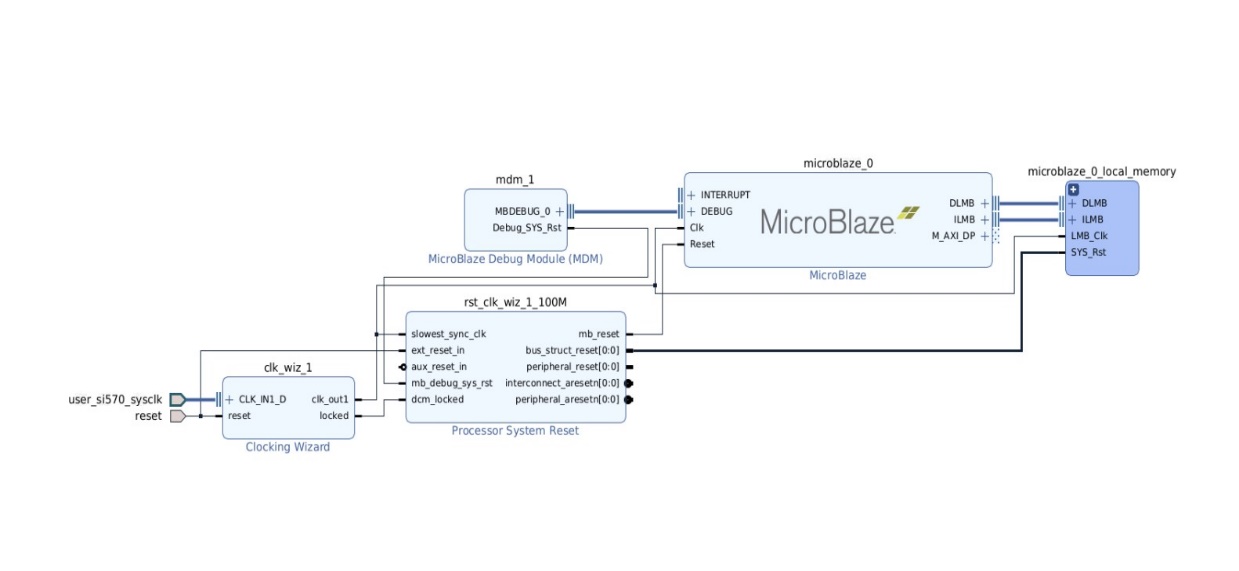 microblaze_0
microblaze_0_local_memory
mdm_1
MBDEBUG_0
Debug_SYS_Rst
MicroBlaze Debug Module (MDM)
INTERRUPT
DEBUG
Clk
Reset
MicroBlaze
DLMB
ILMB
M_AXI_DP
MicroBlaze
DLMB
ILMB
LMB_Clk
SYS_Rst
rst_clk_wiz_1_100M
slowest_sync_clk
ext_reset_in
aux_reset_in
mb_debug_sys_rst
dcm_locked
mb_reset
bus_struct_reset[0:0]
peripheral_reset[0:0]
interconnect_aresetn[0:0]
peripheral_aresetn[0:0]
Processor System Reset
clk_wiz_1
user_si570_sysclk
reset
CLK_IN1_D
reset
clk_out1
locked
Clocking Wizard